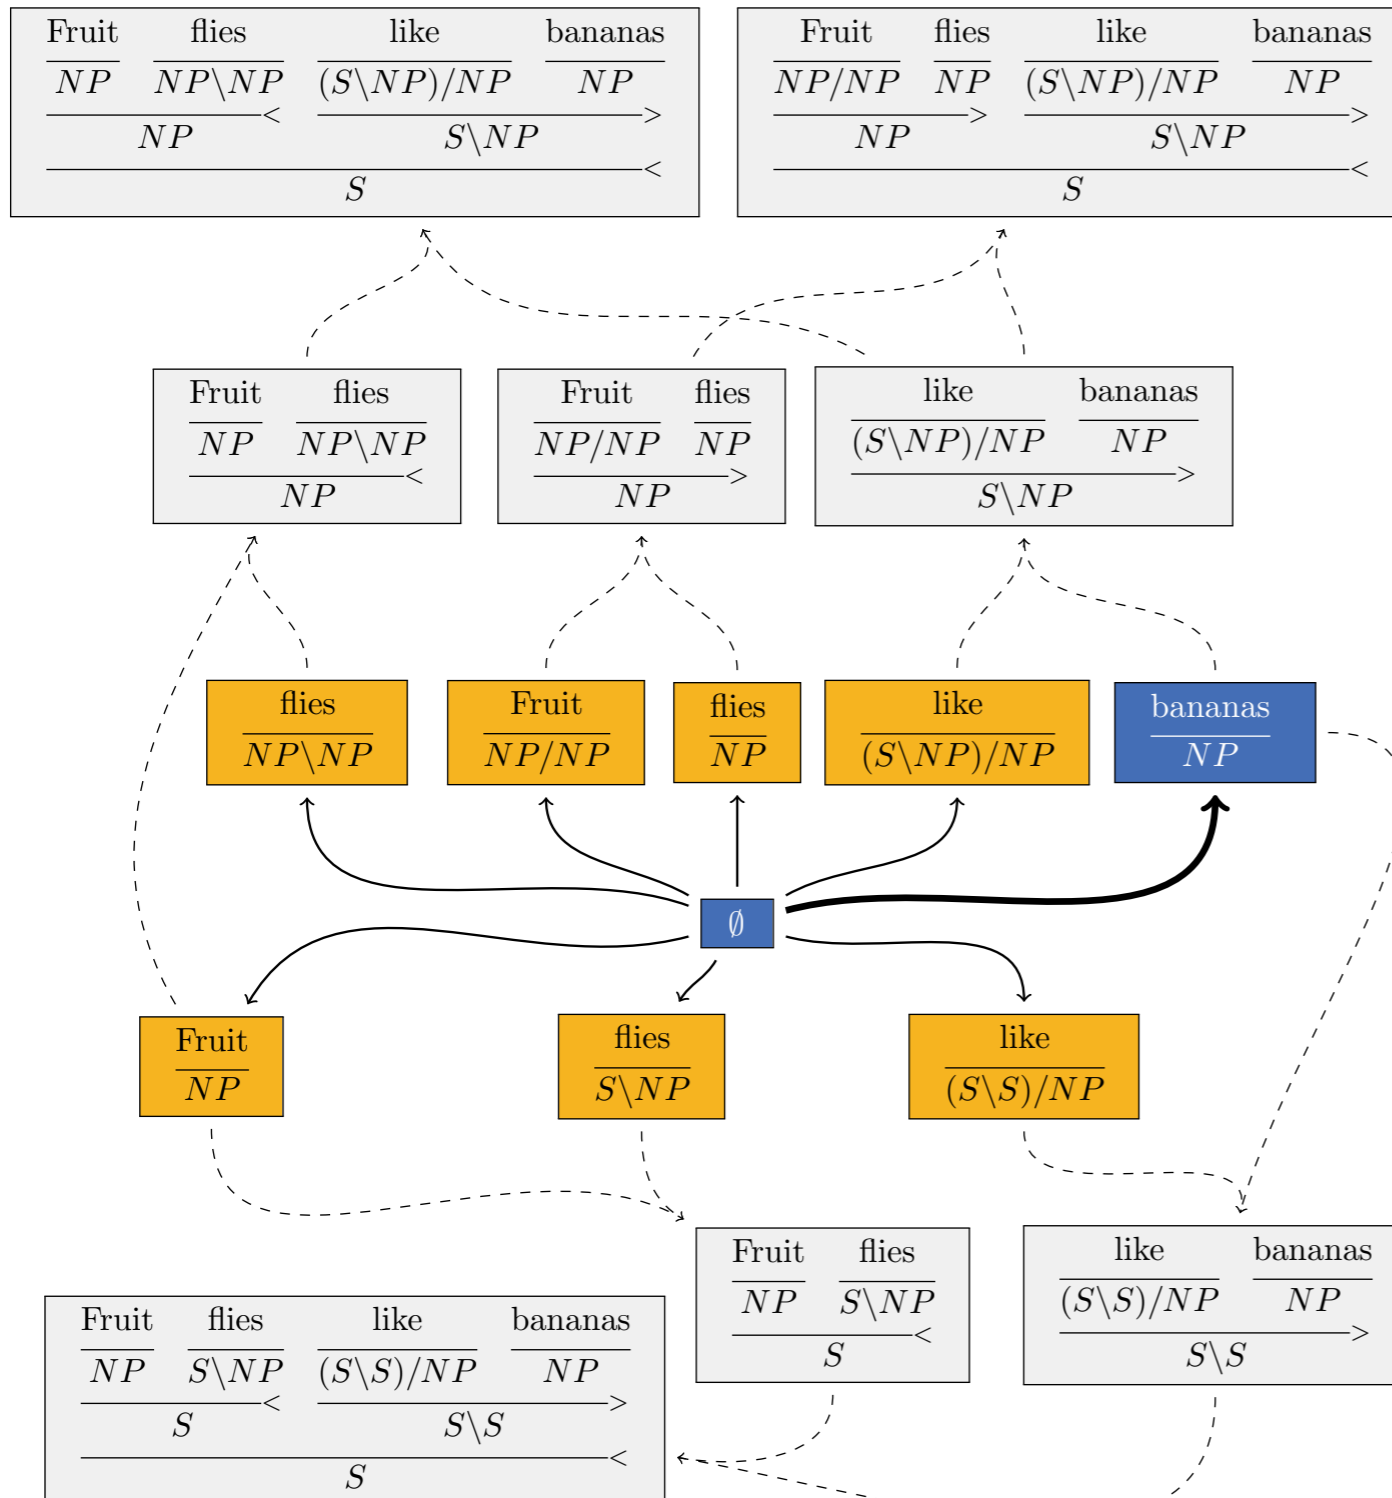 Fruit flies like bananas
NP NP\NP (S\NP)/NP NP
< >
NP S\NP
<
S
Fruit flies like bananas
NP/NP NP (S\NP)/NP NP
> >
NP S\NP
<
S
Fruit flies
NP NP\NP
<
NP
Fruit flies
NP/NP NP
>
NP
like bananas
(S\NP)/NP NP
>
S\NP
flies
NP\NP
Fruit
NP/NP
flies
NP
like
(S\NP)/NP
bananas
NP
∅
Fruit
NP
flies
S\NP
like
(S\S)/NP
Fruit flies
NP S\NP
<
S
like bananas
(S\S)/NP NP
>
S\S
Fruit flies like bananas
NP S\NP (S\S)/NP NP
< >
S S\S
<
S